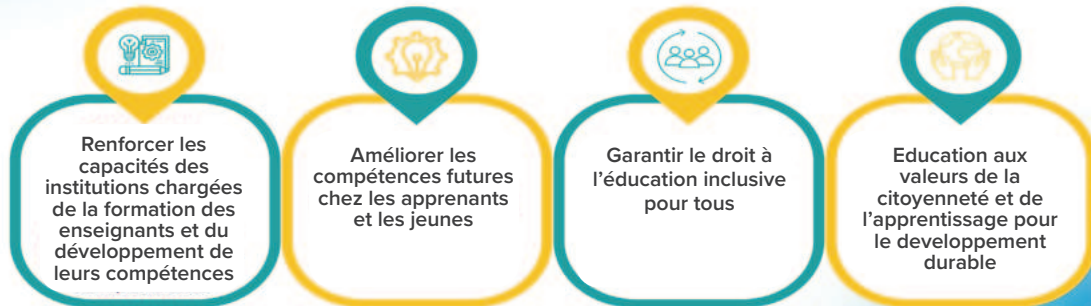 Renforcer les
capacités des
institutions chargées
de la formation des
enseignants et du
développement de
leurs compétences
Améliorer les
compétences futures
chez les apprenants
et les jeunes
Garantir le droit à
l’éducation inclusive
pour tous
Education aux
valeurs de la
citoyenneté et de
l’apprentissage pour
le developpement
durable